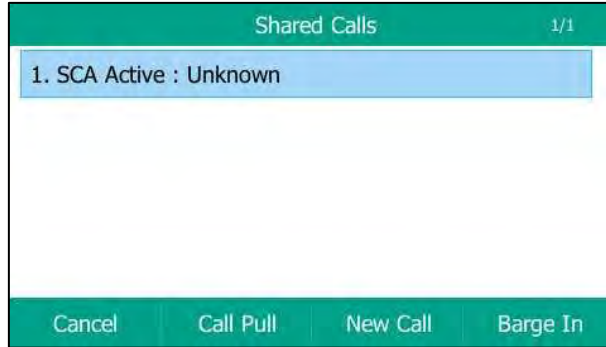 Shared Calls 1/1
1. SCA Active : Unknown
Cancel Call Pull New Call Barge In